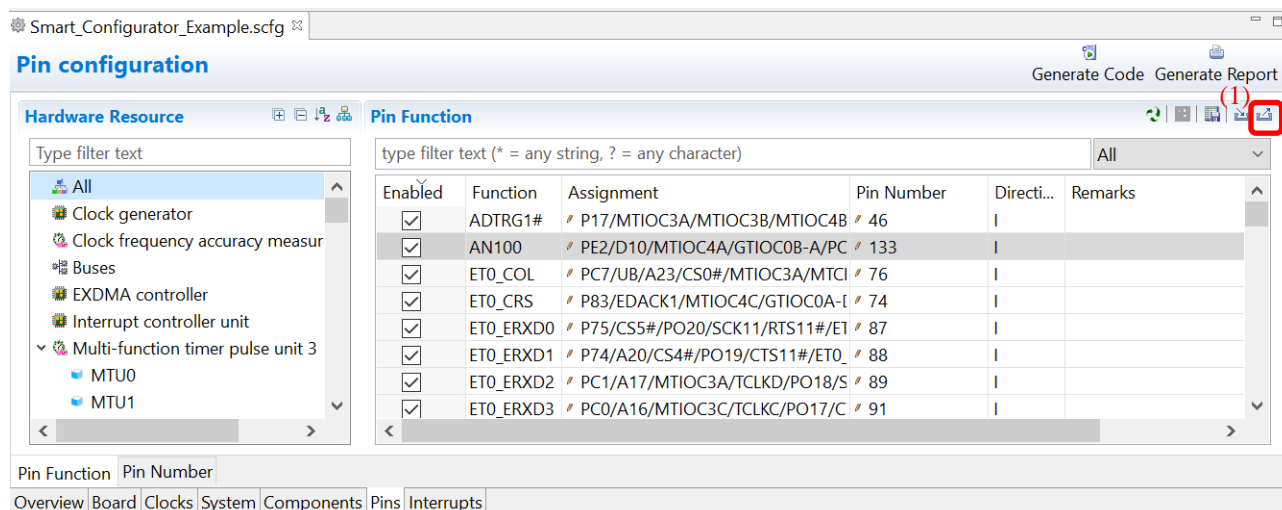 Smart_Configurator_Example.scfg
Pin configuration
Generate Code Generate Report
(1)
Hardware Resource
Pin Function
Type filter text
type filter text (* = any string, ? = any character)
All
All
Clock generator
Clock frequency accuracy measur
Buses
EXDMA controller
Interrupt controller unit
Multi-function timer pulse unit 3
MTU0
MTU1
Enabled Function Assignment Pin Number Directi... Remarks
ADTRG1# P17/MTIOC3A/MTIOC3B/MTIOC4B 46 I
AN100 PE2/D10/MTIOC4A/GTIOC0B-A/PO 133 I
ET0_COL PC7/UB/A23/CS0#/MTIOC3A/MTCI 76 I
ET0_CRS P83/EDACK1/MTIOC4C/GTIOC0A-[ 74 I
ET0_ERXD0 P75/CS5#/PO20/SCK11/RTS11#/ET 87 I
ET0_ERXD1 P74/A20/CS4#/PO19/CTS11#/ET0_ 88 I
ET0_ERXD2 PC1/A17/MTIOC3A/TCLKD/PO18/S 89 I
ET0_ERXD3 PC0/A16/MTIOC3C/TCLKC/PO17/C 91 I
Pin Function Pin Number
Overview Board Clocks System Components Pins Interrupts